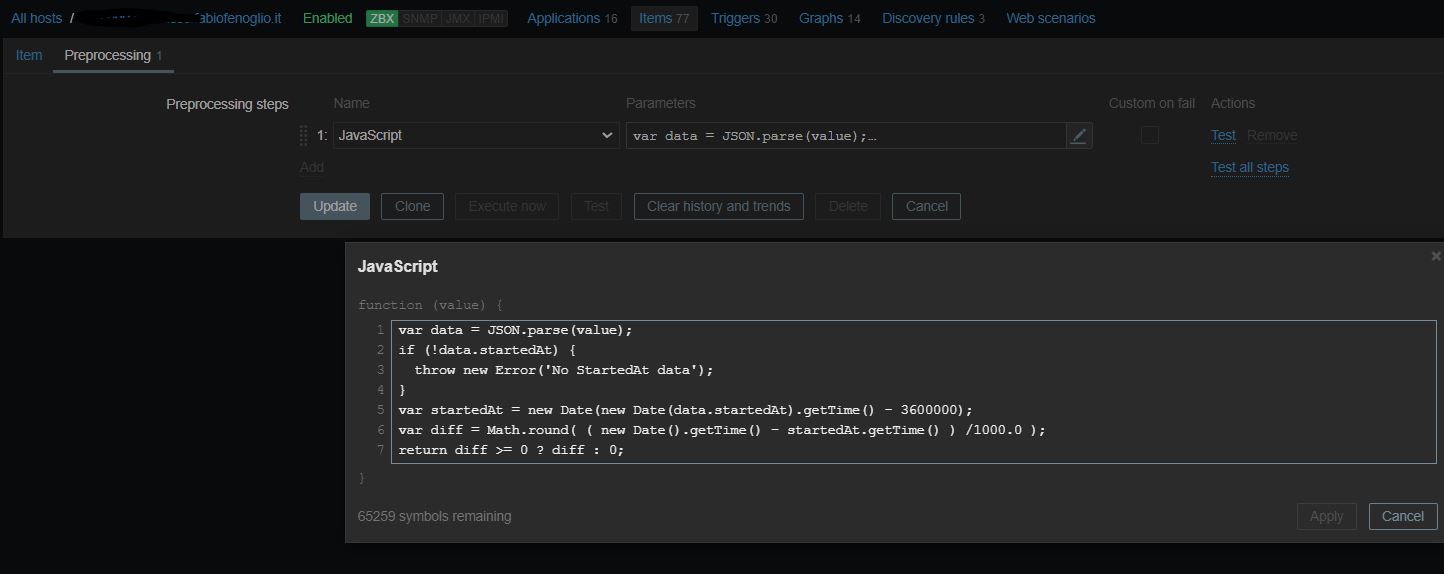 All hosts / fabiofenoglio.it Enabled ZBX SNMP JMX IPMI Applications 16 Items 77 Triggers 30 Graphs 14 Discovery rules 3 Web scenarios
Item Preprocessing 1
Preprocessing steps Name Parameters Custom on fail Actions
1: JavaScript var data = JSON.parse(value);… Test Remove
Add Test all steps
Update Clone Execute now Test Clear history and trends Delete Cancel
JavaScript
function (value) {
1 var data = JSON.parse(value);
2 if (!data.startedAt) {
3 throw new Error('No StartedAt data');
4 }
5 var startedAt = new Date(new Date(data.startedAt).getTime() - 3600000);
6 var diff = Math.round( ( new Date().getTime() - startedAt.getTime() ) /1000.0 );
7 return diff >= 0 ? diff : 0;
}
65259 symbols remaining Apply Cancel